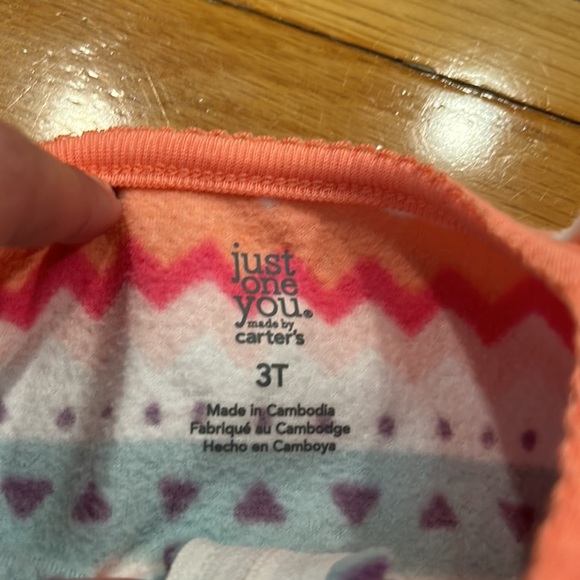 just
one
you®
made by
carter's
3T
Made in Cambodia
Fabriqué au Cambodge
Hecho en Camboya